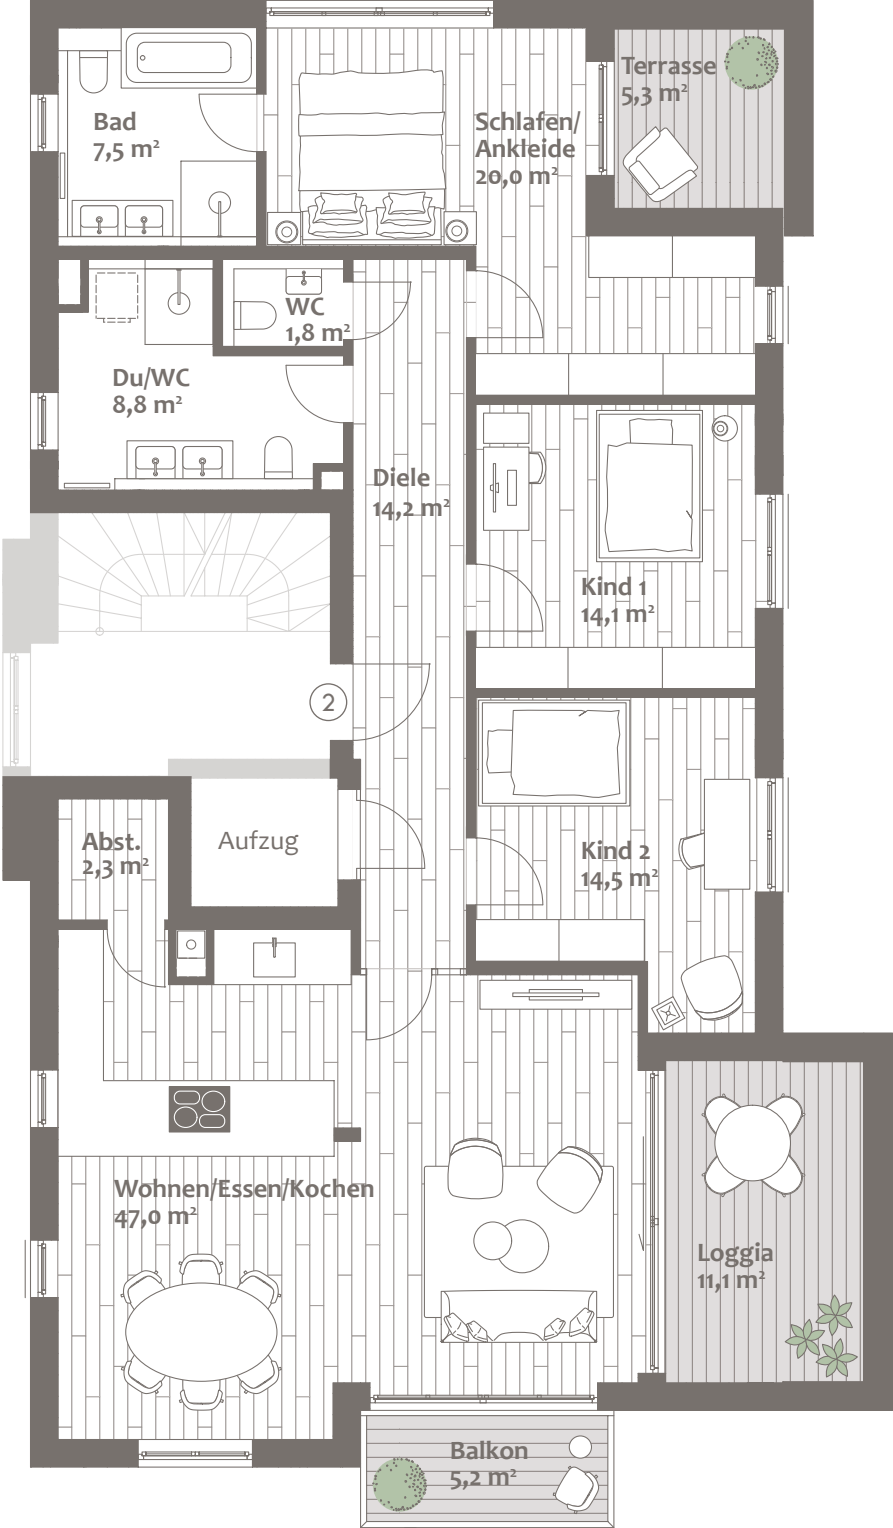 Terrasse
5,3 m²
Bad
7,5 m²
Schlafen/
Ankleide
20,0 m²
WC
1,8 m²
Du/WC
8,8 m²
Diele
14,2 m²
Kind 1
14,1 m²
2
Abst.
2,3 m²
Aufzug
Kind 2
14,5 m²
Wohnen/Essen/Kochen
47,0 m²
Loggia
11,1 m²
Balkon
5,2 m²